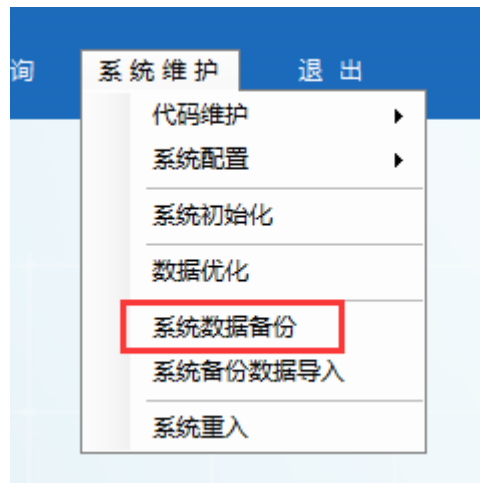 询 系统维护 退 出
代码维护
系统配置
系统初始化
数据优化
系统数据备份
系统备份数据导入
系统重入